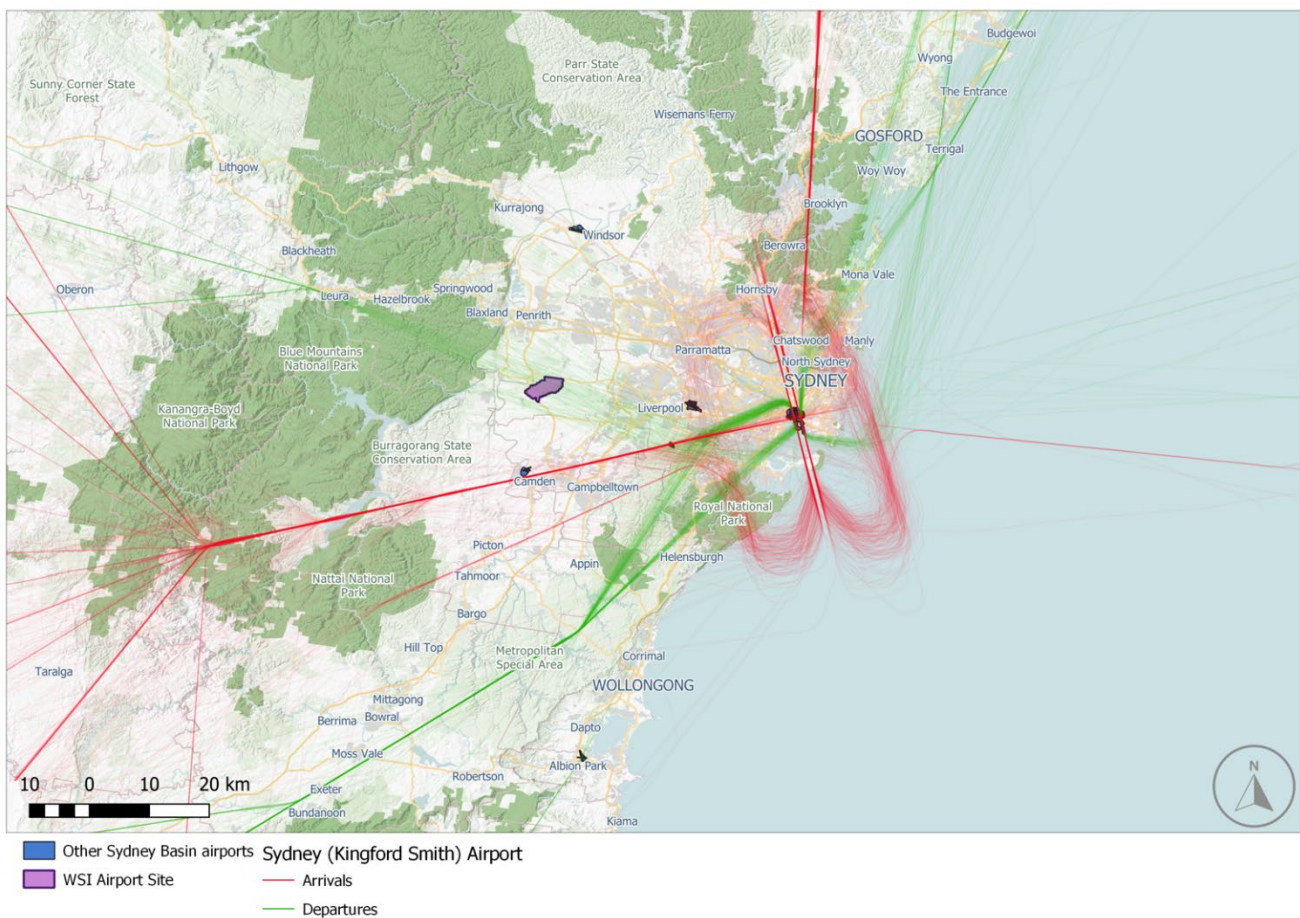 Budgewoi
Wyong
Parr State
Conservation Area
Sunny Corner State
Forest
The Entrance
Wisemans Ferry
GOSFORD
Terrigal
Lithgow
Woy Woy
Kurrajong
Brooklyn
Windsor
Berowra
Blackheath
Mona Vale
Oberon
Springwood
Hornsby
Leura
Hazelbrook
Blaxland
Penrith
Chatswood
Manly
Parramatta
Blue Mountains
National Park
North Sydney
SYDNEY
Kanangra-Boyd
National Park
Liverpool
Burragorang State
Conservation Area
Camden
Campbelltown
Royal National
Park
Picton
Helensburgh
Appin
Tahmoor
Nattai National
Park
Bargo
Hill Top
Metropolitan
Special Area
Corrimal
Taralga
WOLLONGONG
Mittagong
Berrima
Bowral
Dapto
Moss Vale
Albion Park
N
10 0 10 20 km
Robertson
Exeter
Bundanoon
Kiama
Other Sydney Basin airports
WSI Airport Site
Sydney (Kingford Smith) Airport
Arrivals
Departures